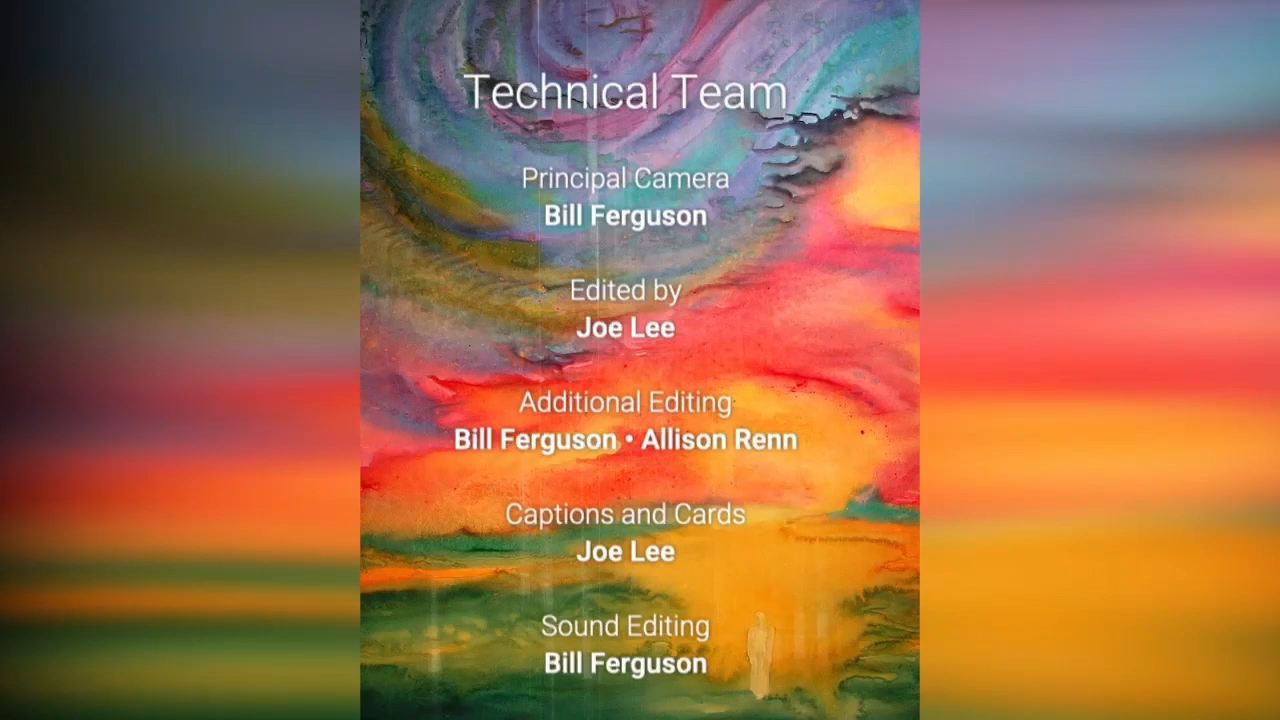 Technical Team
Principal Camera
Bill Ferguson
Edited by
Joe Lee
Additional Editing
Bill Ferguson • Allison Renn
Captions and Cards
Joe Lee
Sound Editing
Bill Ferguson